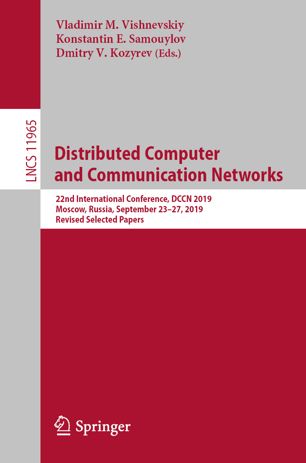 Vladimir M. Vishnevskiy
Konstantin E. Samouylov
Dmitry V. Kozyrev (Eds.)
LNCS 11965
Distributed Computer
and Communication Networks
22nd International Conference, DCCN 2019
Moscow, Russia, September 23–27, 2019
Revised Selected Papers
Springer